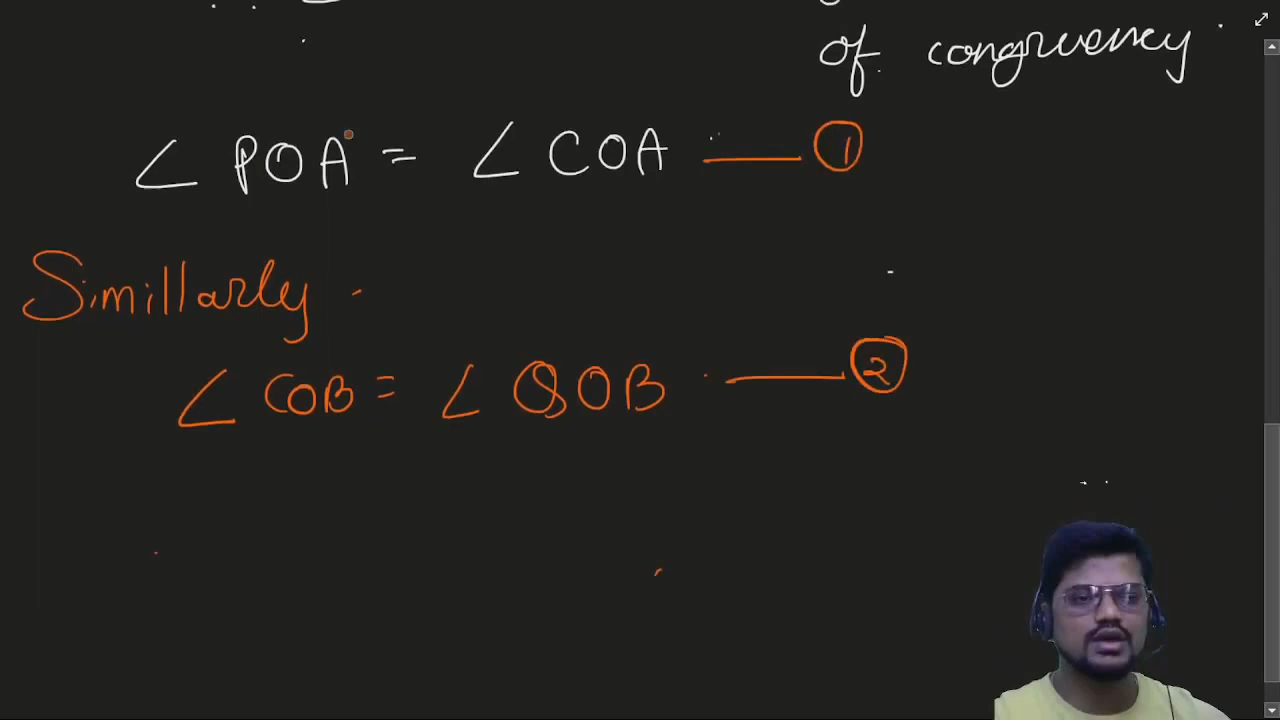 of congruency
∠ POA = ∠ COA —— ①
Simillarly
∠ COB = ∠ QOB —— ②